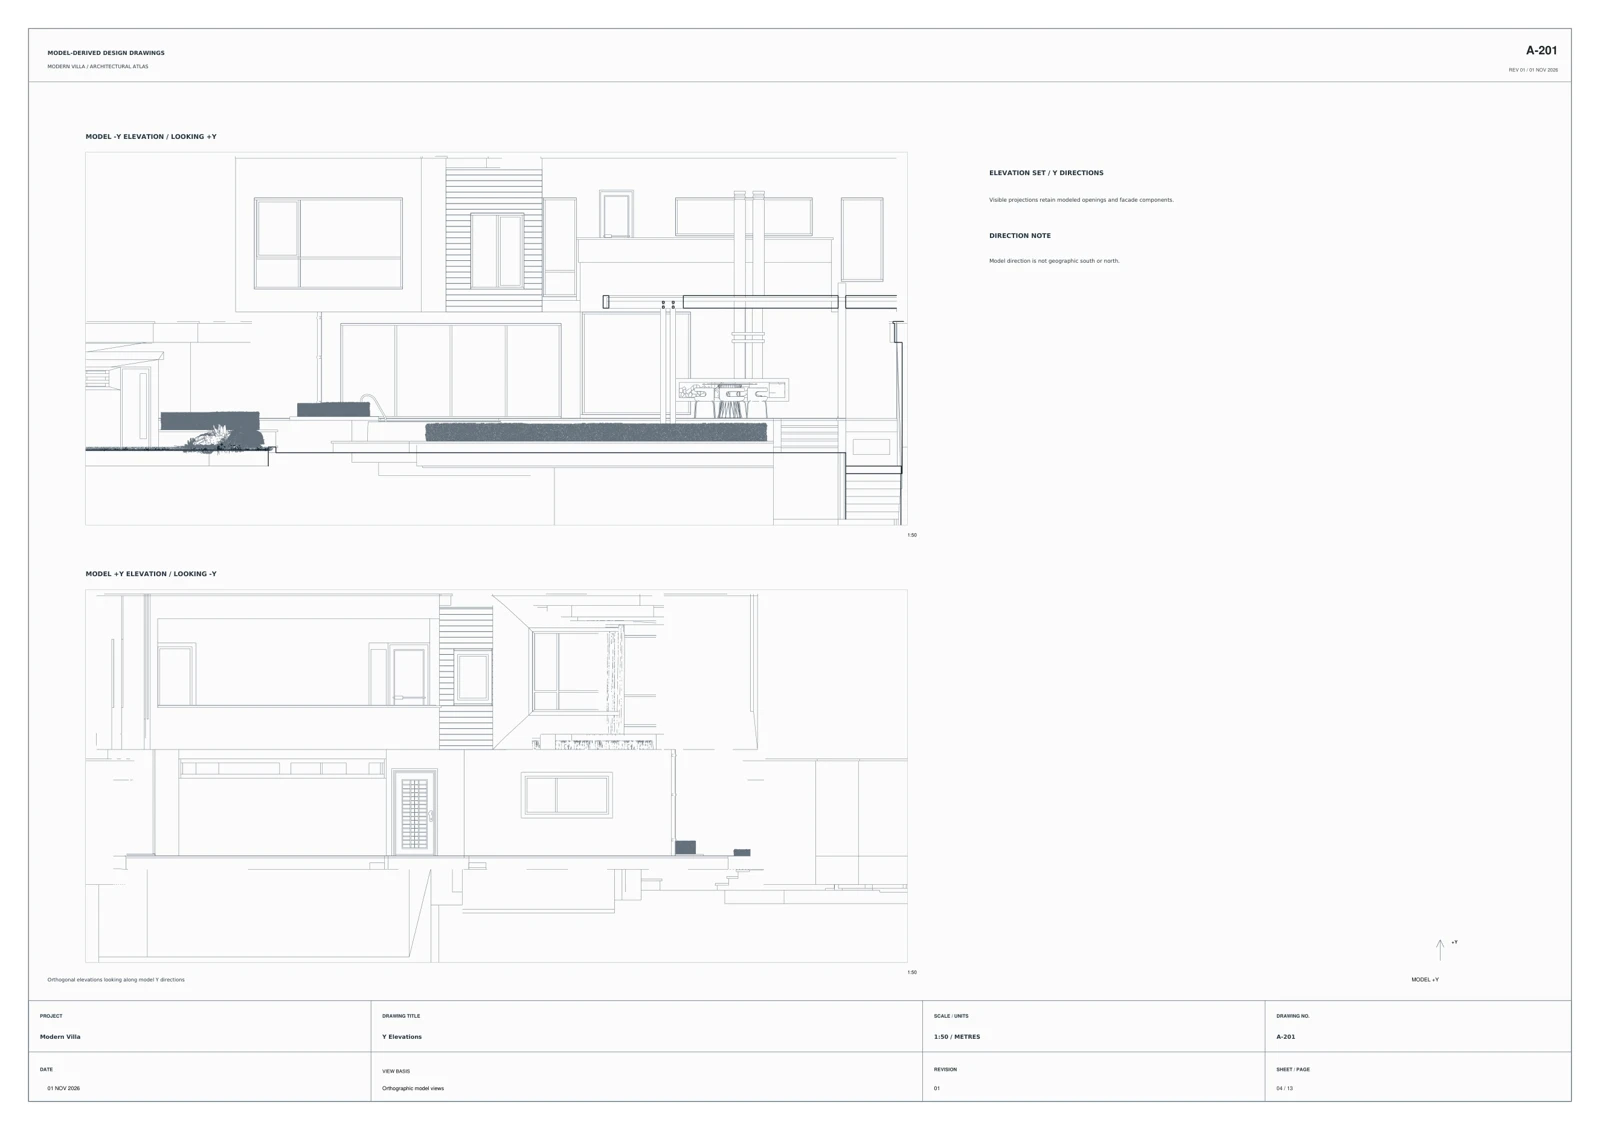 MODEL-DERIVED DESIGN DRAWINGS
MODERN VILLA / ARCHITECTURAL ATLAS
A-201
REV 01 / 01 NOV 2026
MODEL -Y ELEVATION / LOOKING +Y
1:50
ELEVATION SET / Y DIRECTIONS
Visible projections retain modeled openings and facade components.
DIRECTION NOTE
Model direction is not geographic south or north.
MODEL +Y ELEVATION / LOOKING -Y
1:50
Orthogonal elevations looking along model Y directions
+Y
MODEL +Y
PROJECT
Modern Villa
DRAWING TITLE
Y Elevations
SCALE / UNITS
1:50 / METRES
DRAWING NO.
A-201
DATE
01 NOV 2026
VIEW BASIS
Orthographic model views
REVISION
01
SHEET / PAGE
04 / 13